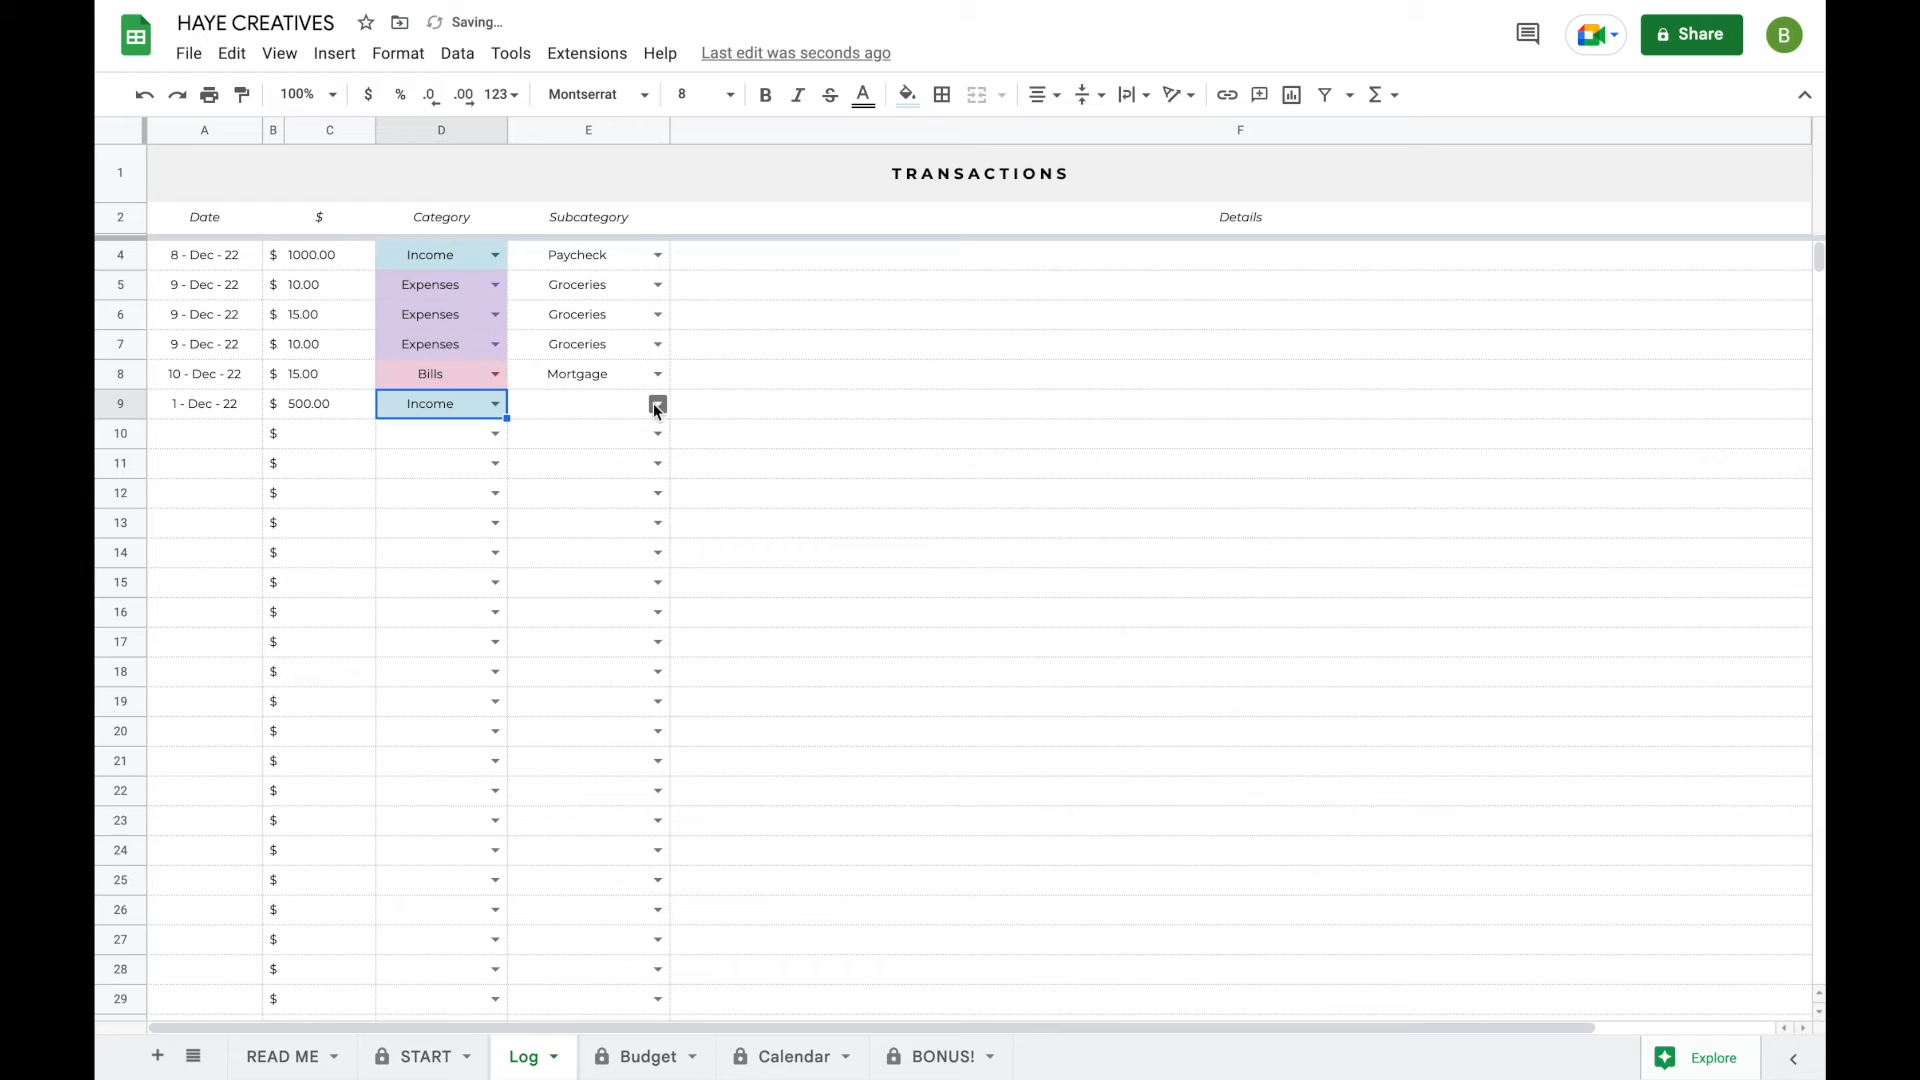 HAYE CREATIVES Saving...
File Edit View Insert Format Data Tools Extensions Help Last edit was seconds ago
Share
B
100% $ % .0 .00 123 Montserrat 8 B I S A Σ
A B C D E F
1 TRANSACTIONS
2 Date $ Category Subcategory Details
4 8 - Dec - 22 $ 1000.00 Income Paycheck
5 9 - Dec - 22 $ 10.00 Expenses Groceries
6 9 - Dec - 22 $ 15.00 Expenses Groceries
7 9 - Dec - 22 $ 10.00 Expenses Groceries
8 10 - Dec - 22 $ 15.00 Bills Mortgage
9 1 - Dec - 22 $ 500.00 Income
10 $
11 $
12 $
13 $
14 $
15 $
16 $
17 $
18 $
19 $
20 $
21 $
22 $
23 $
24 $
25 $
26 $
27 $
28 $
29 $
READ ME START Log Budget Calendar BONUS! Explore